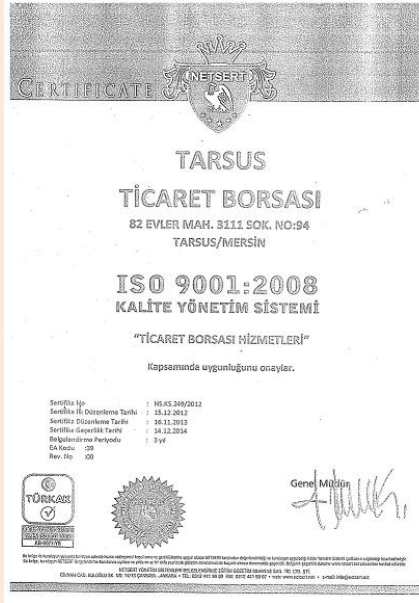 CERTIFICATE
NETSERT
TARSUS
TİCARET BORSASI
82 EVLER MAH. 3111 SOK. NO:94
TARSUS/MERSİN
ISO 9001:2008
KALİTE YÖNETİM SİSTEMİ
"TİCARET BORSASI HİZMETLERİ"
Kapsamında uygunluğunu onaylar.
Sertifika No : NS.KS.249/2012
Sertifika İlk Düzenleme Tarihi : 15.12.2012
Sertifika Düzenleme Tarihi : 16.11.2013
Sertifika Geçerlilik Tarihi : 14.12.2014
Belgelendirme Periyodu : 3 yıl
EA Kodu :39
Rev. No :00
Genel Müdür
TÜRKAK